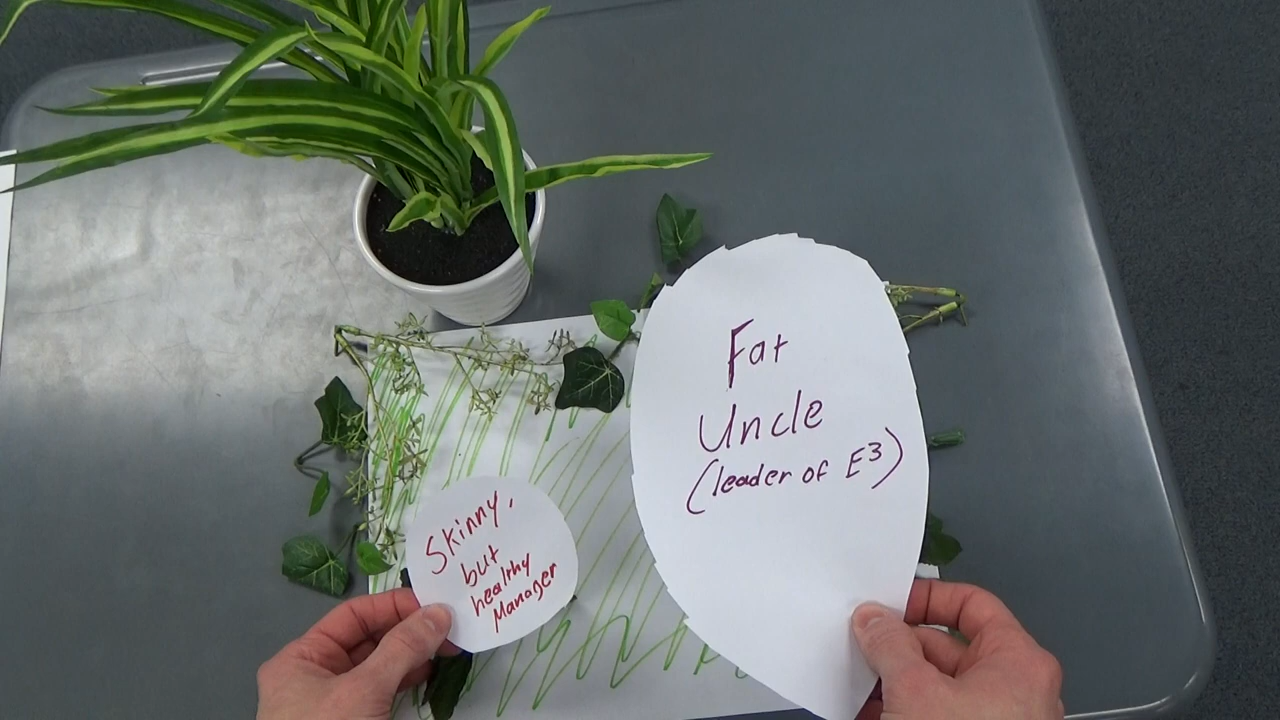 Skinny,
but
healthy
Manager
Fat
Uncle
(leader of E³)